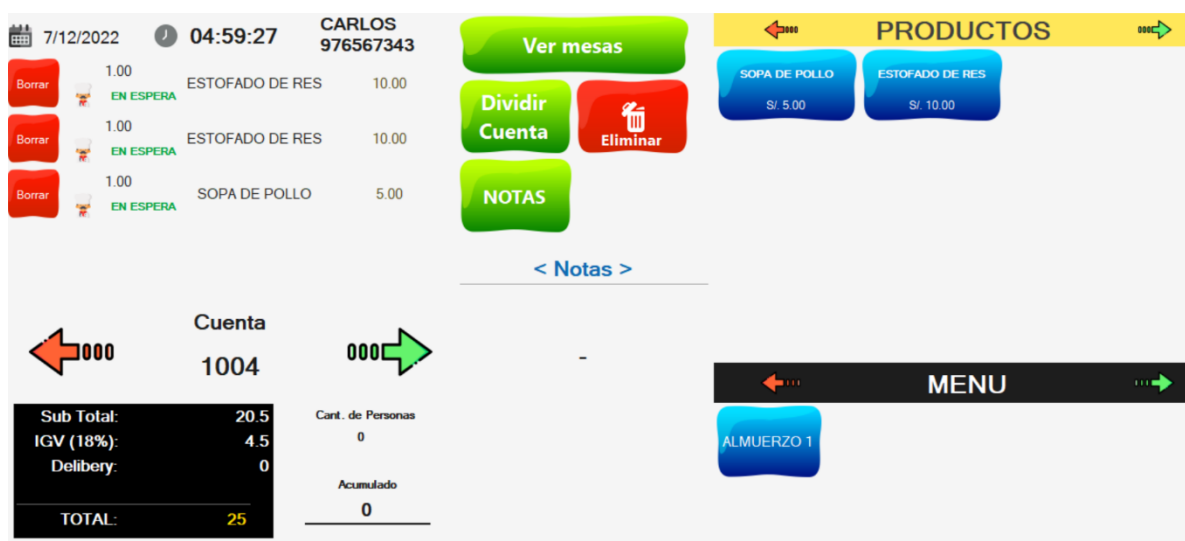 7/12/2022
04:59:27
CARLOS
976567343
Borrar
1.00
EN ESPERA
ESTOFADO DE RES
10.00
Borrar
1.00
EN ESPERA
ESTOFADO DE RES
10.00
Borrar
1.00
EN ESPERA
SOPA DE POLLO
5.00
Cuenta
1004
Sub Total: 20.5
IGV (18%): 4.5
Delibery: 0
TOTAL: 25
Cant. de Personas
0
Acumulado
0
Ver mesas
Dividir
Cuenta
Eliminar
NOTAS
< Notas >
-
PRODUCTOS
SOPA DE POLLO
S/. 5.00
ESTOFADO DE RES
S/. 10.00
MENU
ALMUERZO 1